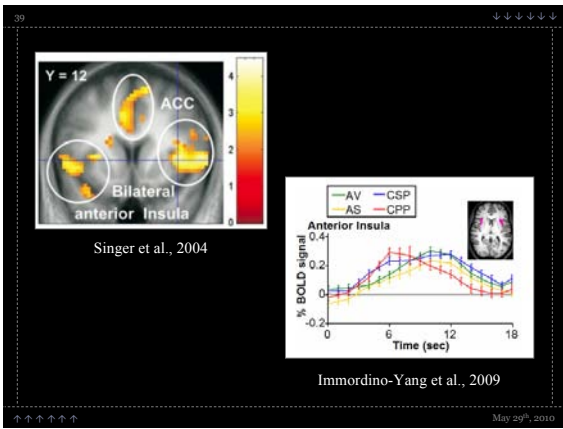 39
↓↓↓↓↓↓
Y = 12
ACC
Bilateral
anterior Insula
4
3
2
1
0
Singer et al., 2004
AV CSP
AS CPP
Anterior Insula
% BOLD signal
0.4
0.2
0
-0.2
0 6 12 18
Time (sec)
Immordino-Yang et al., 2009
↑↑↑↑↑↑
May 29th, 2010